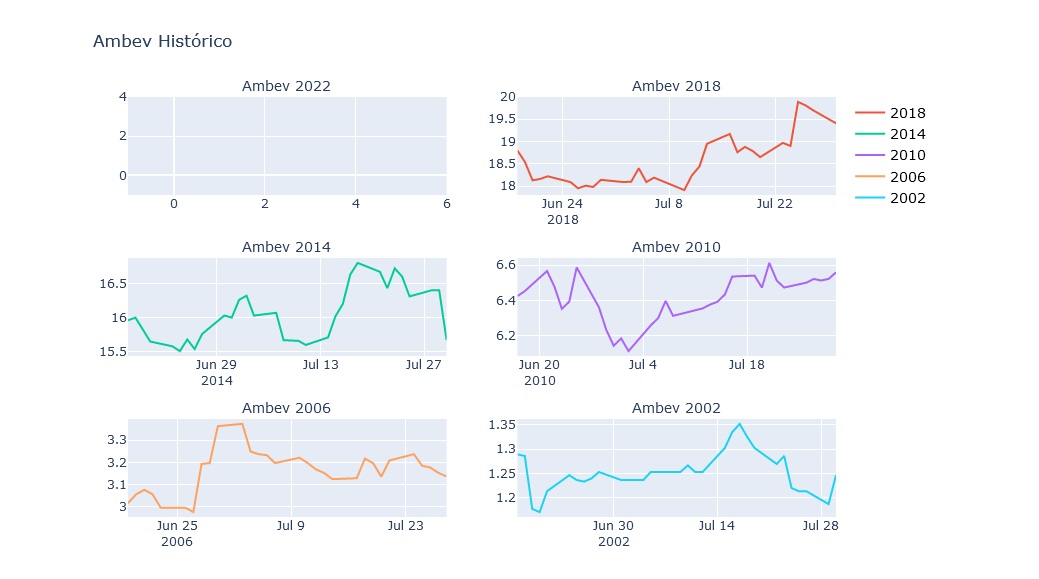 Ambev Histórico
Ambev 2022
4
2
0
0 2 4 6
Ambev 2018
20
19.5
19
18.5
18
Jun 24 Jul 8 Jul 22
2018
2018
2014
2010
2006
2002
Ambev 2014
16.5
16
15.5
Jun 29 Jul 13 Jul 27
2014
Ambev 2010
6.6
6.4
6.2
Jun 20 Jul 4 Jul 18
2010
Ambev 2006
3.3
3.2
3.1
3
Jun 25 Jul 9 Jul 23
2006
Ambev 2002
1.35
1.3
1.25
1.2
Jun 30 Jul 14 Jul 28
2002